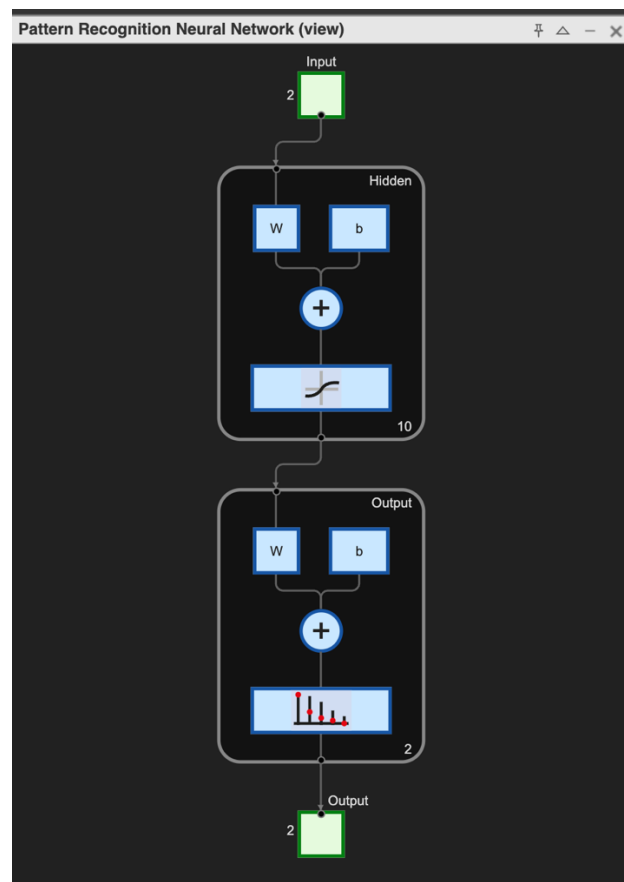 Pattern Recognition Neural Network (view)
Input
2
Hidden
W
b
+
10
Output
W
b
+
2
Output
2